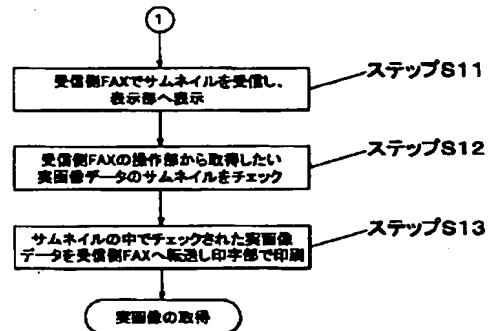 1
受信側FAXでサムネイルを受信し、
表示部へ表示
ステップS11
受信側FAXの操作部から取得したい
実画像データのサムネイルをチェック
ステップS12
サムネイルの中でチェックされた実画像
データを受信側FAXへ転送し印字部で印刷
ステップS13
実画像の取得